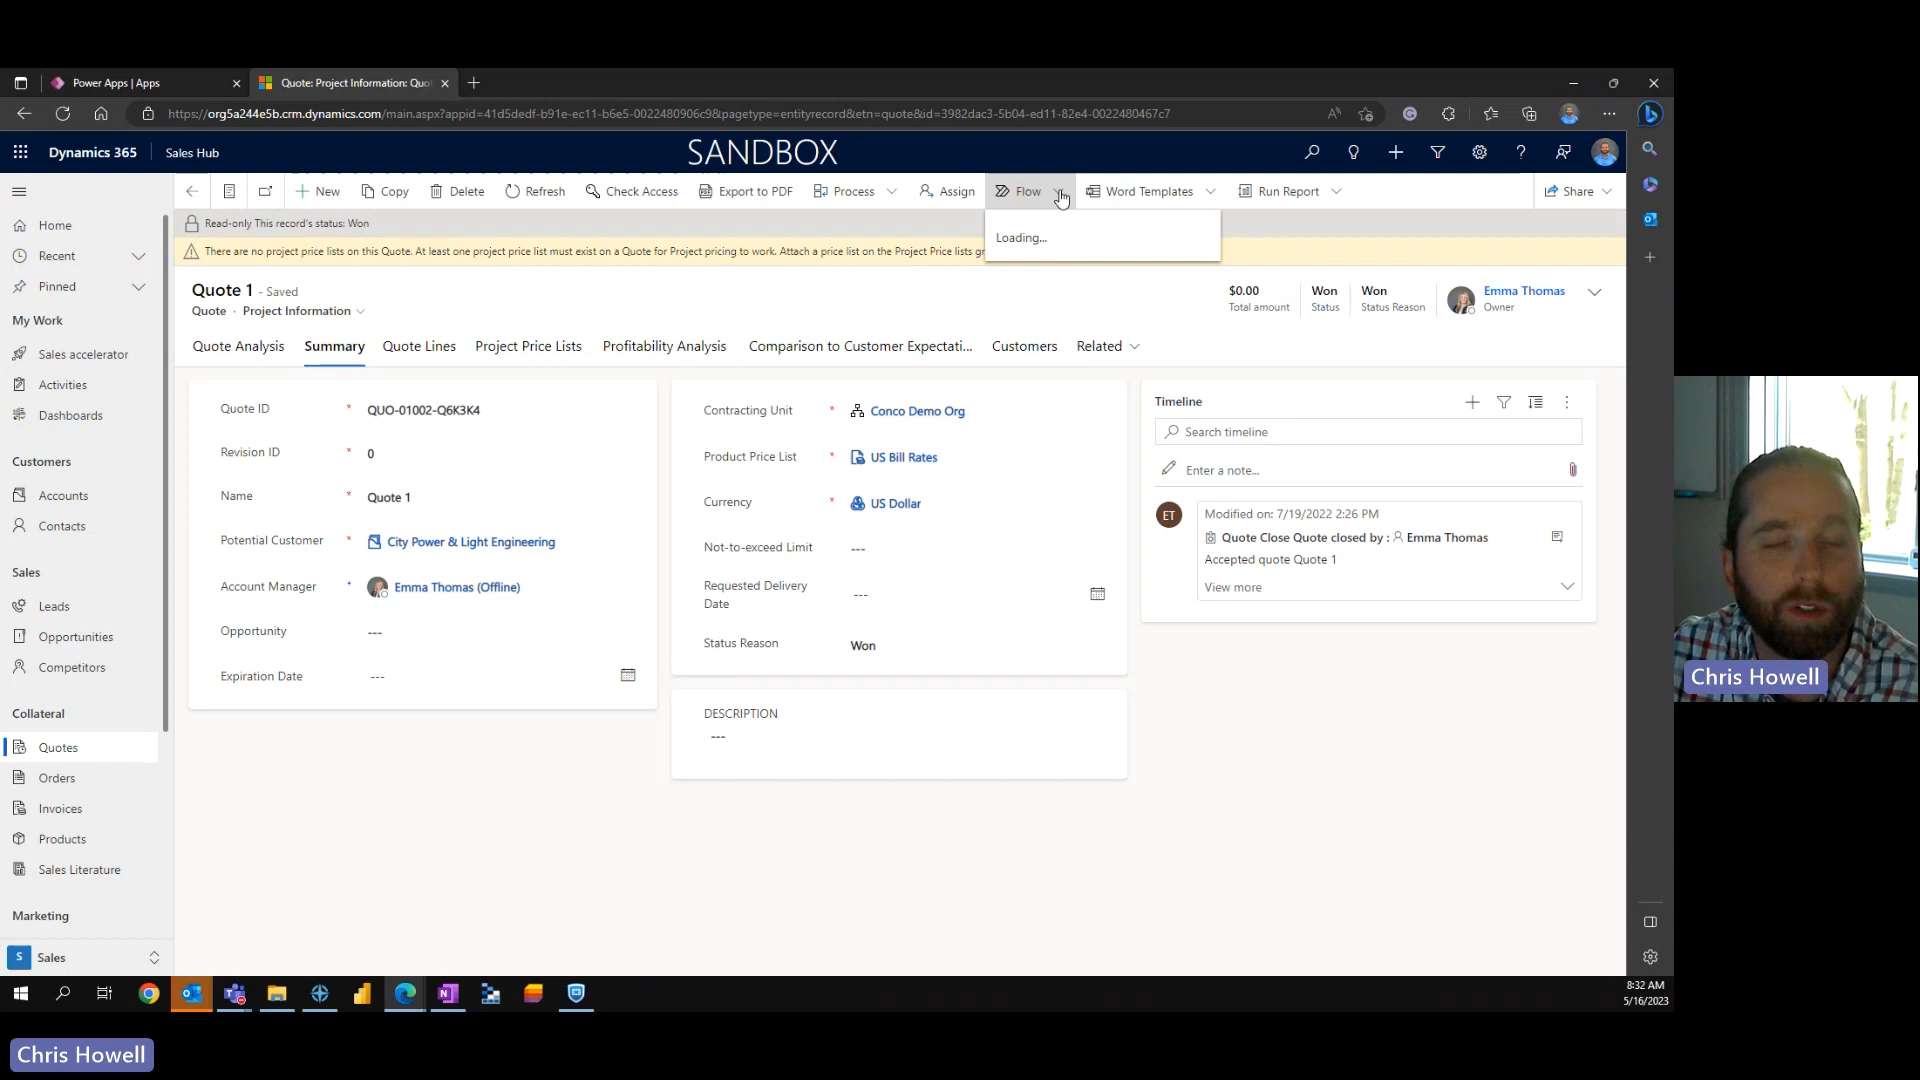 Power Apps | Apps
Quote: Project Information: Quo
https://org5a244e5b.crm.dynamics.com/main.aspx?appid=41d5dedf-b91e-ec11-b6e5-0022480906c9&pagetype=entityrecord&etn=quote&id=3982dac3-5b04-ed11-82e4-0022480467c7
Dynamics 365
Sales Hub
SANDBOX
New
Copy
Delete
Refresh
Check Access
Export to PDF
Process
Assign
Flow
Word Templates
Run Report
Share
Loading...
Read-only This record's status: Won
There are no project price lists on this Quote. At least one project price list must exist on a Quote for Project pricing to work. Attach a price list on the Project Price lists gr
Home
Recent
Pinned
My Work
Sales accelerator
Activities
Dashboards
Customers
Accounts
Contacts
Sales
Leads
Opportunities
Competitors
Collateral
Quotes
Orders
Invoices
Products
Sales Literature
Marketing
S Sales
Quote 1 - Saved
Quote · Project Information
$0.00
Total amount
Won
Status
Won
Status Reason
Emma Thomas
Owner
Quote Analysis
Summary
Quote Lines
Project Price Lists
Profitability Analysis
Comparison to Customer Expectati...
Customers
Related
Quote ID * QUO-01002-Q6K3K4
Revision ID * 0
Name * Quote 1
Potential Customer * City Power & Light Engineering
Account Manager + Emma Thomas (Offline)
Opportunity ---
Expiration Date ---
Contracting Unit * Conco Demo Org
Product Price List * US Bill Rates
Currency * US Dollar
Not-to-exceed Limit ---
Requested Delivery
Date
---
Status Reason Won
DESCRIPTION
---
Timeline
Search timeline
Enter a note...
ET
Modified on: 7/19/2022 2:26 PM
Quote Close Quote closed by : Emma Thomas
Accepted quote Quote 1
View more
8:32 AM
5/16/2023
Chris Howell
Chris Howell